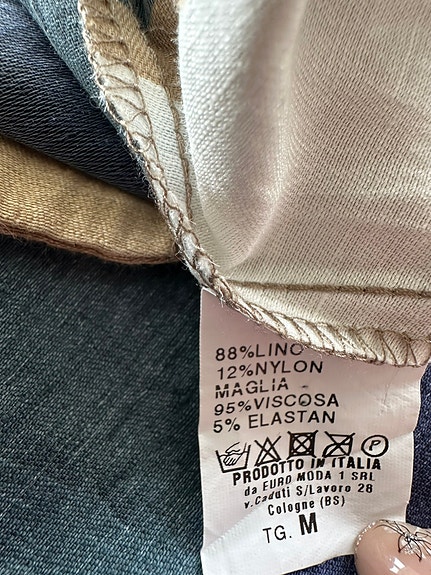 88%LINO
12%NYLON
MAGLIA
95%VISCOSA
5% ELASTAN
P
PRODOTTO IN ITALIA
da EURO MODA 1 SRL
v.Caduti S/Lavoro 28
Cologne (BS)
TG. M